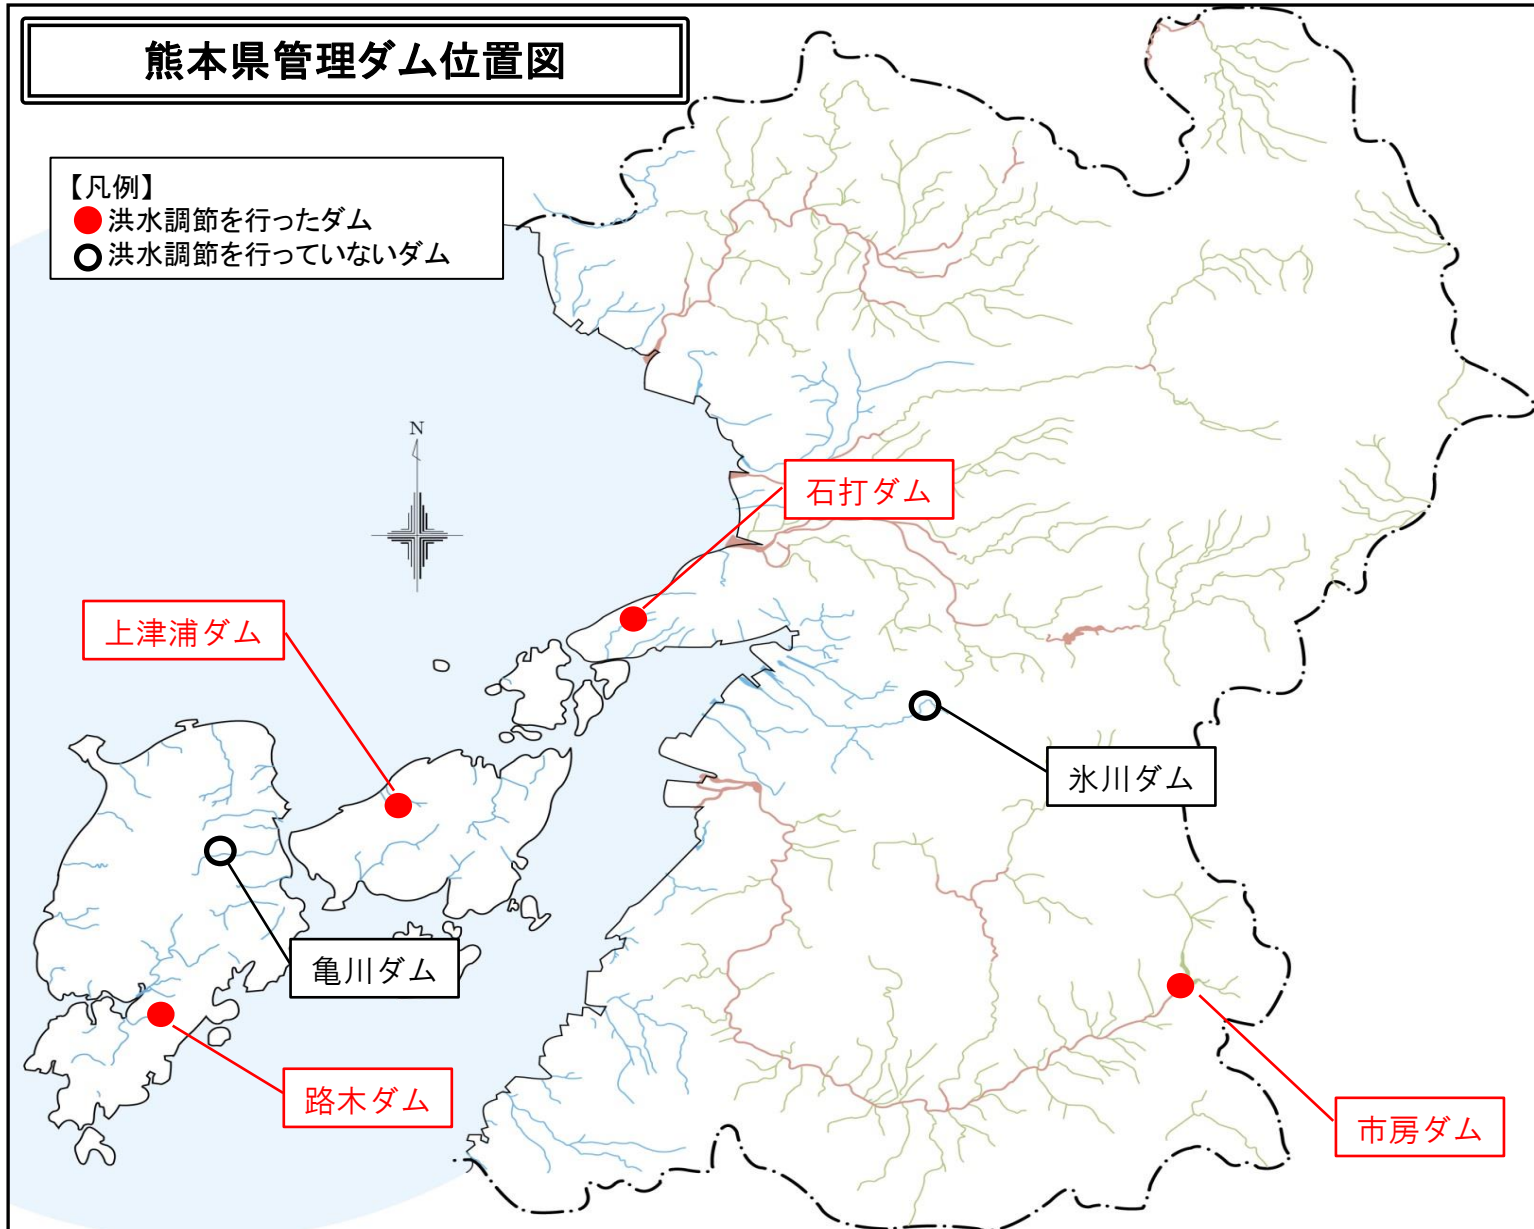 熊本県管理ダム位置図
【凡例】
洪水調節を行ったダム
洪水調節を行っていないダム
N
石打ダム
上津浦ダム
氷川ダム
亀川ダム
路木ダム
市房ダム